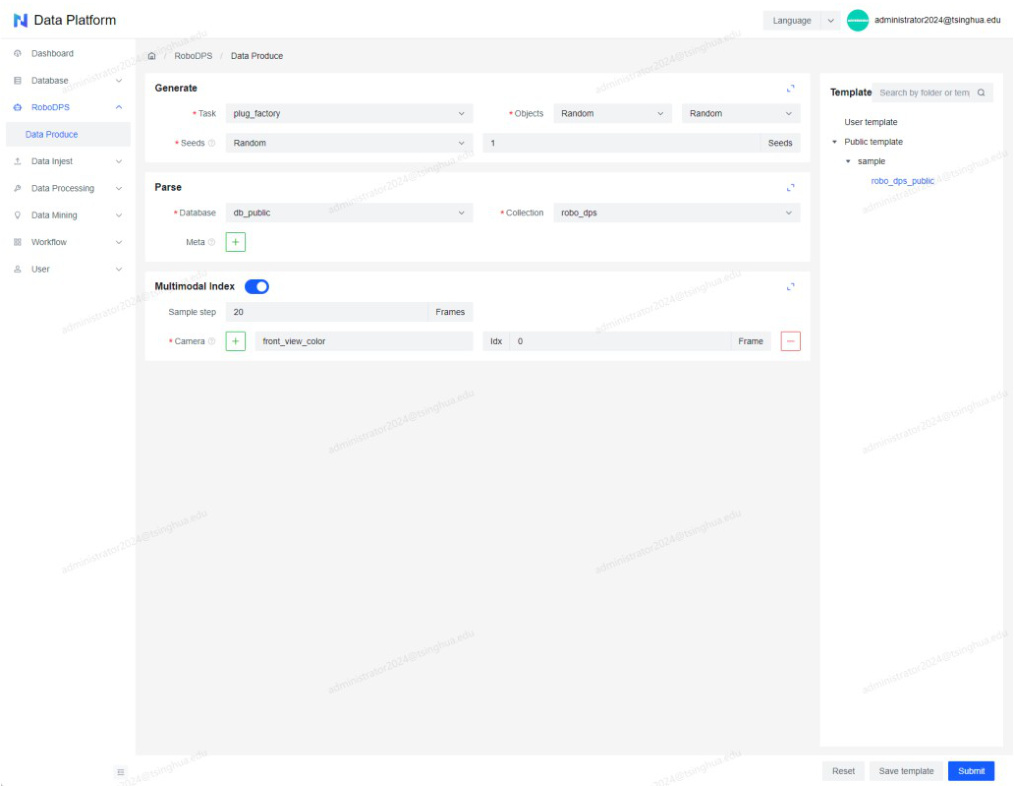 Data Platform
Language
administrator2024@tsinghua.edu
Dashboard
Database
RoboDPS
Data Produce
Data Injest
Data Processing
Data Mining
Workflow
User
RoboDPS / Data Produce
Generate
* Task plug_factory * Objects Random Random
* Seeds Random 1 Seeds
Parse
* Database db_public * Collection robo_dps
Meta +
Multimodal Index
Sample step 20 Frames
* Camera + front_view_color Idx 0 Frame −
Template Search by folder or tem
User template
Public template
sample
robo_dps_public
Reset Save template Submit
administrator2024@tsinghua.edu